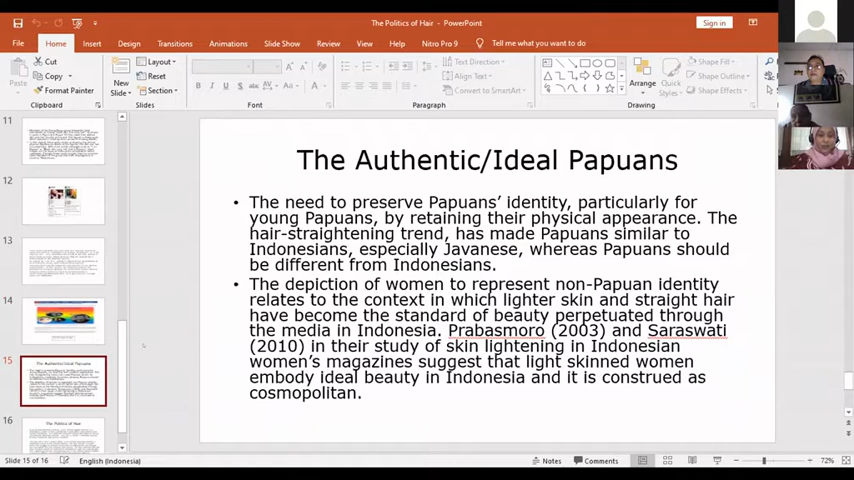 The Politics of Hair - PowerPoint
Sign in
File Home Insert Design Transitions Animations Slide Show Review View Help Nitro Pro 9 Tell me what you want to do
Paste
Cut
Copy
Format Painter
Clipboard
New Slide
Layout
Reset
Section
Slides
Font
Paragraph
Text Direction
Align Text
Convert to SmartArt
Arrange
Quick Styles
Shape Fill
Shape Outline
Shape Effects
Drawing
11
12
13
14
15
The Authentic/Ideal Papuans
16
The Politics of Hair
The Authentic/Ideal Papuans
• The need to preserve Papuans’ identity, particularly for
young Papuans, by retaining their physical appearance. The
hair-straightening trend, has made Papuans similar to
Indonesians, especially Javanese, whereas Papuans should
be different from Indonesians.
• The depiction of women to represent non-Papuan identity
relates to the context in which lighter skin and straight hair
have become the standard of beauty perpetuated through
the media in Indonesia. Prabasmoro (2003) and Saraswati
(2010) in their study of skin lightening in Indonesian
women’s magazines suggest that light skinned women
embody ideal beauty in Indonesia and it is construed as
cosmopolitan.
Slide 15 of 16 English (Indonesia) Notes Comments 72%